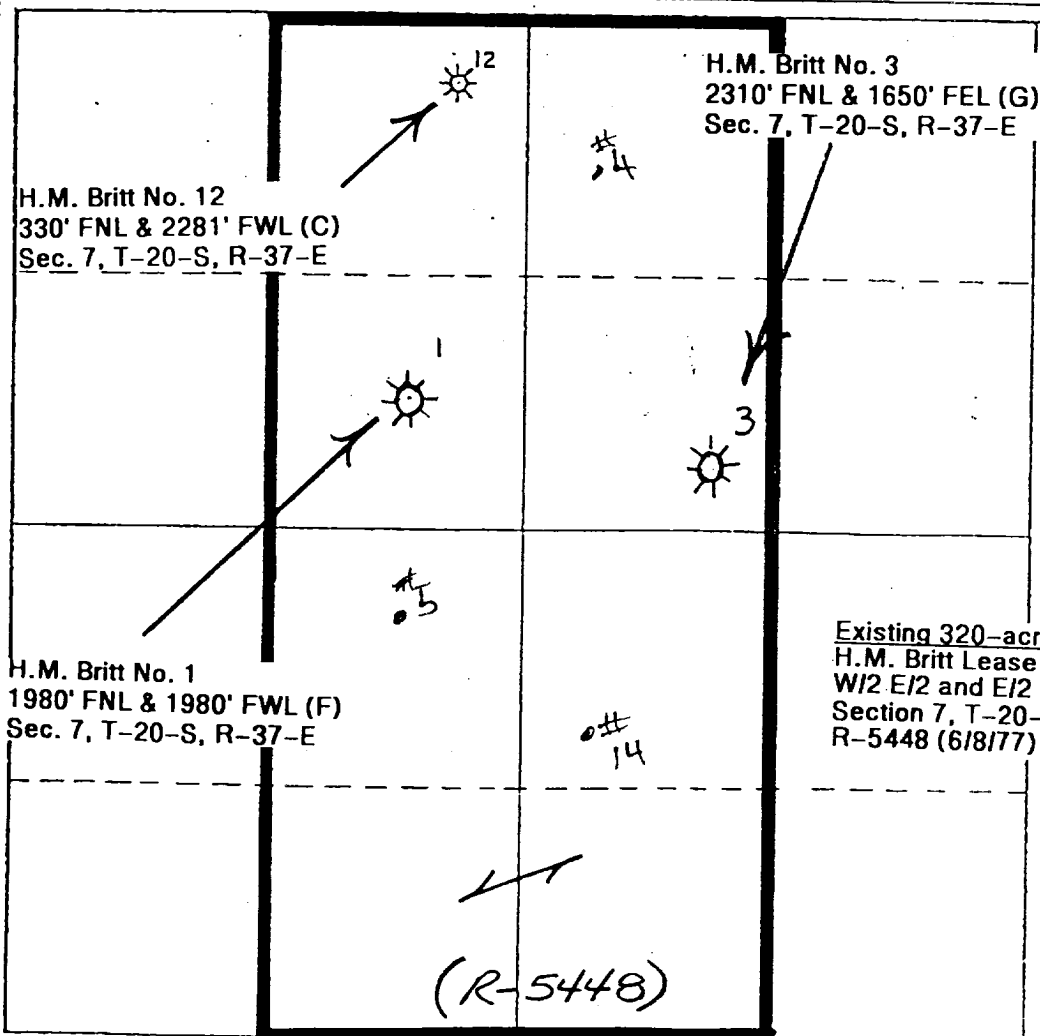 12
H.M. Britt No. 3
2310' FNL & 1650' FEL (G)
Sec. 7, T-20-S, R-37-E
#4
H.M. Britt No. 12
330' FNL & 2281' FWL (C)
Sec. 7, T-20-S, R-37-E
1
3
#5
Existing 320-acr
H.M. Britt Lease
W/2 E/2 and E/2
Section 7, T-20-
R-5448 (6/8/77)
H.M. Britt No. 1
1980' FNL & 1980' FWL (F)
Sec. 7, T-20-S, R-37-E
#14
(R-5448)